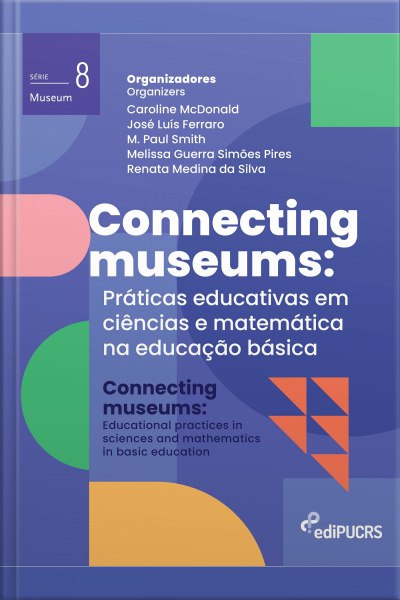 SÉRIE 8
Museum
Organizadores
Organizers
Caroline McDonald
José Luís Ferraro
M. Paul Smith
Melissa Guerra Simões Pires
Renata Medina da Silva
Connecting
museums:
Práticas educativas em
ciências e matemática
na educação básica
Connecting
museums:
Educational practices in
sciences and mathematics
in basic education
ediPUCRS